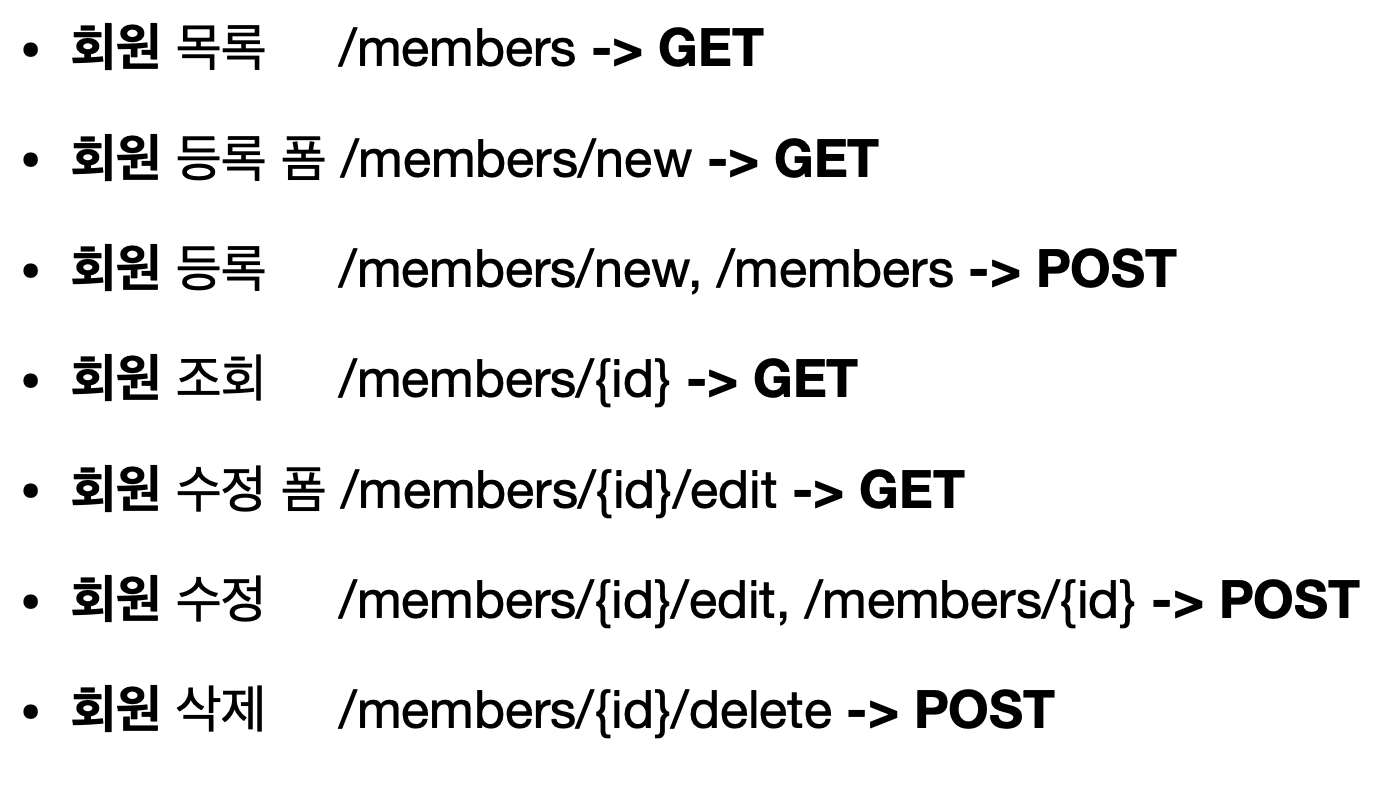 • 회원 목록 /members -> GET
• 회원 등록 폼 /members/new -> GET
• 회원 등록 /members/new, /members -> POST
• 회원 조회 /members/{id} -> GET
• 회원 수정 폼 /members/{id}/edit -> GET
• 회원 수정 /members/{id}/edit, /members/{id} -> POST
• 회원 삭제 /members/{id}/delete -> POST